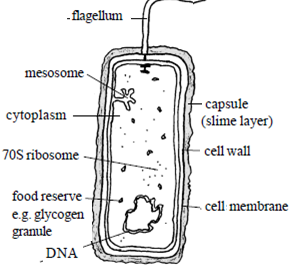 flagellum
mesosome
cytoplasm
70S ribosome
food reserve
e.g. glycogen
granule
DNA
capsule
(slime layer)
cell wall
cell membrane